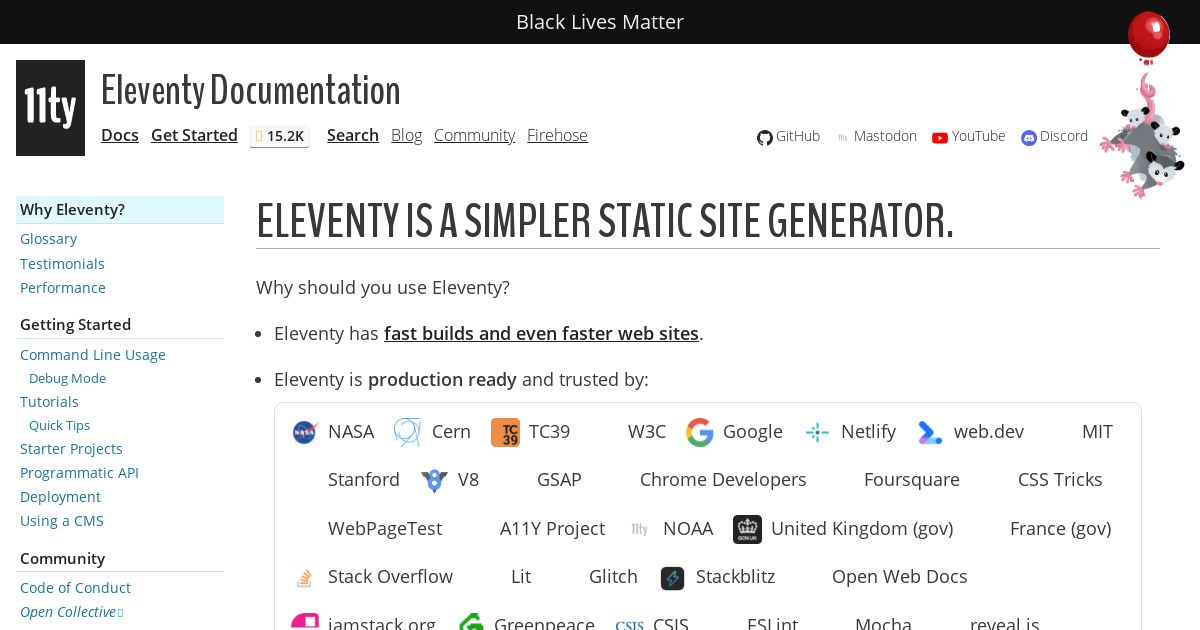 Black Lives Matter
11ty
Eleventy Documentation
Docs Get Started 15.2K Search Blog Community Firehose
GitHub Mastodon YouTube Discord
Why Eleventy?
Glossary
Testimonials
Performance
Getting Started
Command Line Usage
Debug Mode
Tutorials
Quick Tips
Starter Projects
Programmatic API
Deployment
Using a CMS
Community
Code of Conduct
Open Collective
ELEVENTY IS A SIMPLER STATIC SITE GENERATOR.
Why should you use Eleventy?
• Eleventy has fast builds and even faster web sites.
• Eleventy is production ready and trusted by:
NASA NASA Cern TC39 TC39 W3C Google Netlify web.dev MIT
Stanford V8 GSAP Chrome Developers Foursquare CSS Tricks
WebPageTest A11Y Project 11ty NOAA GOV.UK United Kingdom (gov) France (gov)
Stack Overflow Lit Glitch Stackblitz Open Web Docs
jamstack.org Greenpeace CSIS CSIS ESLint Mocha reveal.js